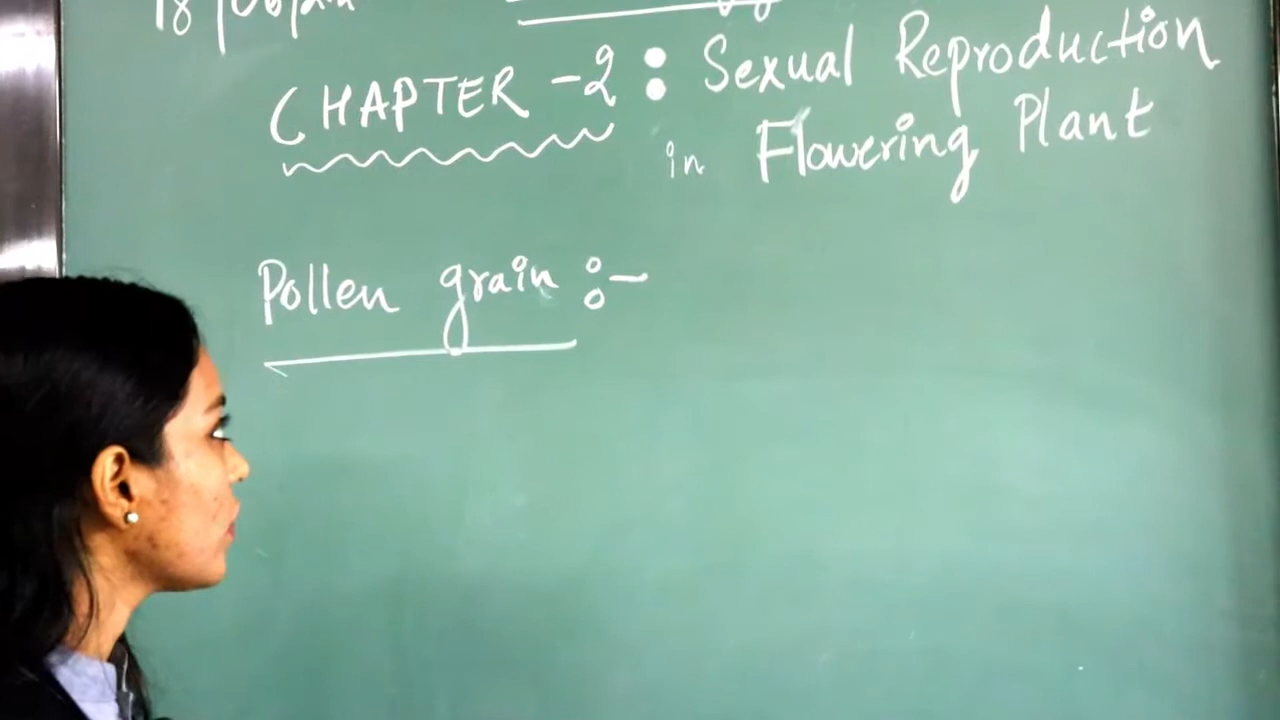 CHAPTER -2 : Sexual Reproduction
in Flowering Plant
Pollen grain :-